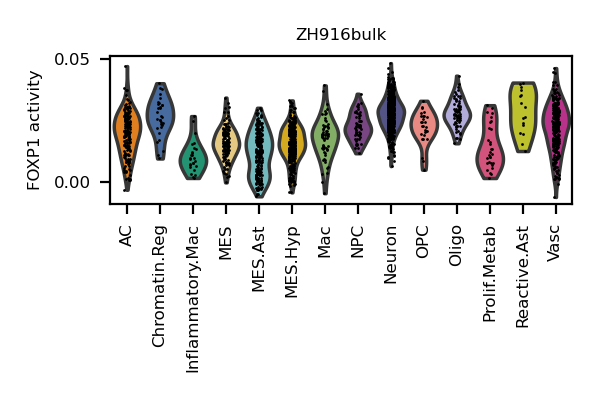 ZH916bulk
FOXP1 activity
0.05
0.00
AC
Chromatin.Reg
Inflammatory.Mac
MES
MES.Ast
MES.Hyp
Mac
NPC
Neuron
OPC
Oligo
Prolif.Metab
Reactive.Ast
Vasc